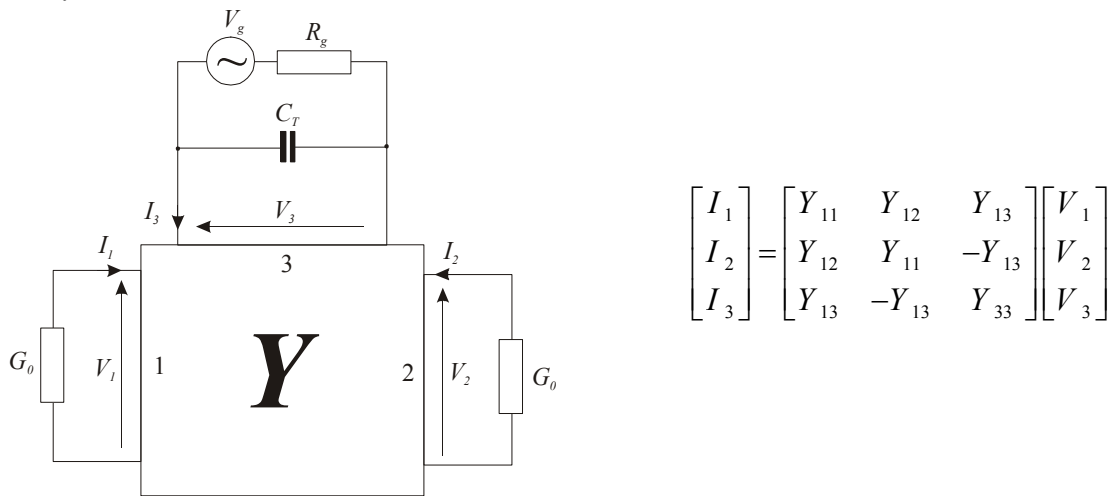 V_g
R_g
C_T
I_3
V_3
I_1
3
I_2
G_0
V_1
1
Y
2
V_2
G_0
[I_1 I_2 I_3] = [Y_11 Y_12 Y_13; Y_12 Y_11 -Y_13; Y_13 -Y_13 Y_33] [V_1 V_2 V_3]